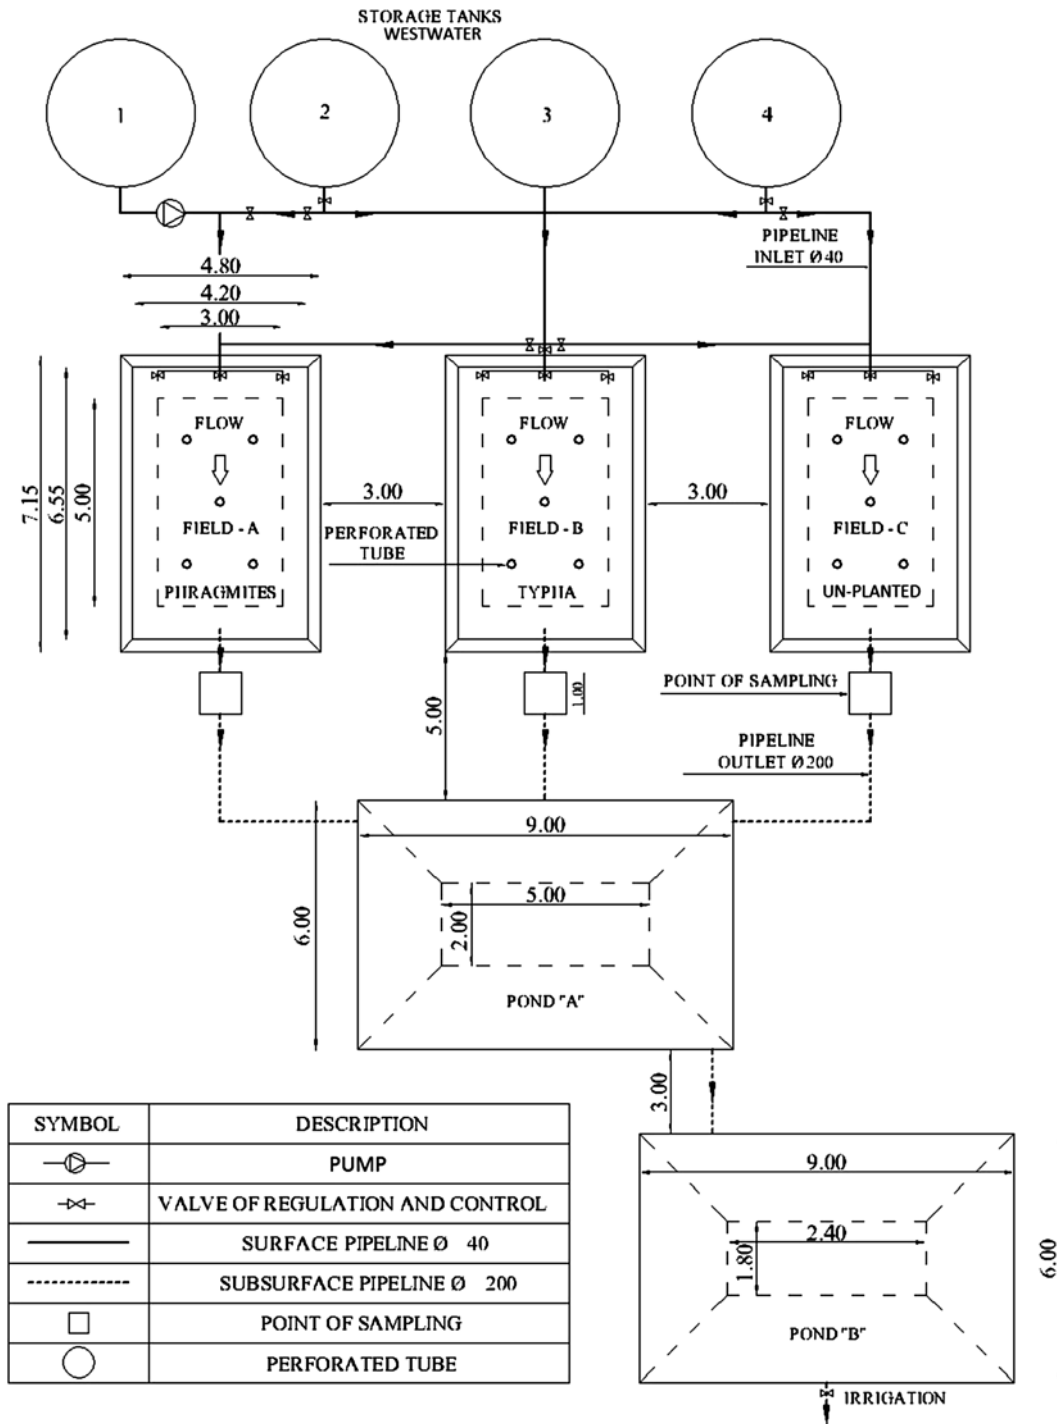 STORAGE TANKS
WESTWATER
1
2
3
4
PIPELINE
INLET Ø 40
4.80
4.20
3.00
7.15
6.55
5.00
FLOW
FIELD - A
PHRAGMITES
3.00
PERFORATED
TUBE
FLOW
FIELD - B
TYPHA
3.00
FLOW
FIELD - C
UN-PLANTED
1.00
POINT OF SAMPLING
5.00
PIPELINE
OUTLET Ø 200
9.00
6.00
5.00
2.00
POND "A"
3.00
9.00
2.40
1.80
6.00
POND "B"
IRRIGATION
SYMBOL DESCRIPTION
PUMP
VALVE OF REGULATION AND CONTROL
SURFACE PIPELINE Ø 40
SUBSURFACE PIPELINE Ø 200
POINT OF SAMPLING
PERFORATED TUBE